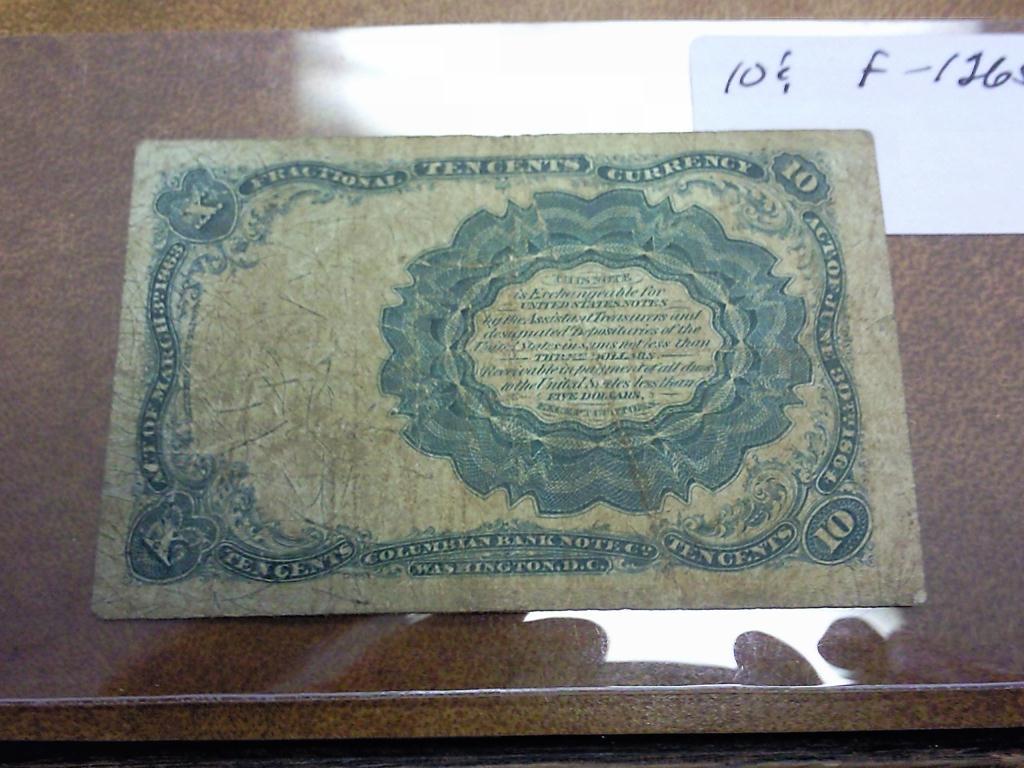 10¢ F-126
FRACTIONAL TEN CENTS CURRENCY 10
X
ACT OF MARCH 3RD 1863
ACT OF JUNE 30TH 1864
THIS NOTE
is Exchangeable for
UNITED STATES NOTES
by the Assistant Treasurers and
designated Depositaries of the
United States in sums not less than
THREE DOLLARS.
Receivable in payment of all dues
to the United States less than
FIVE DOLLARS,
EXCEPT CUSTOMS.
X
TEN CENTS COLUMBIAN BANK NOTE CO. TEN CENTS 10
WASHINGTON, D.C.